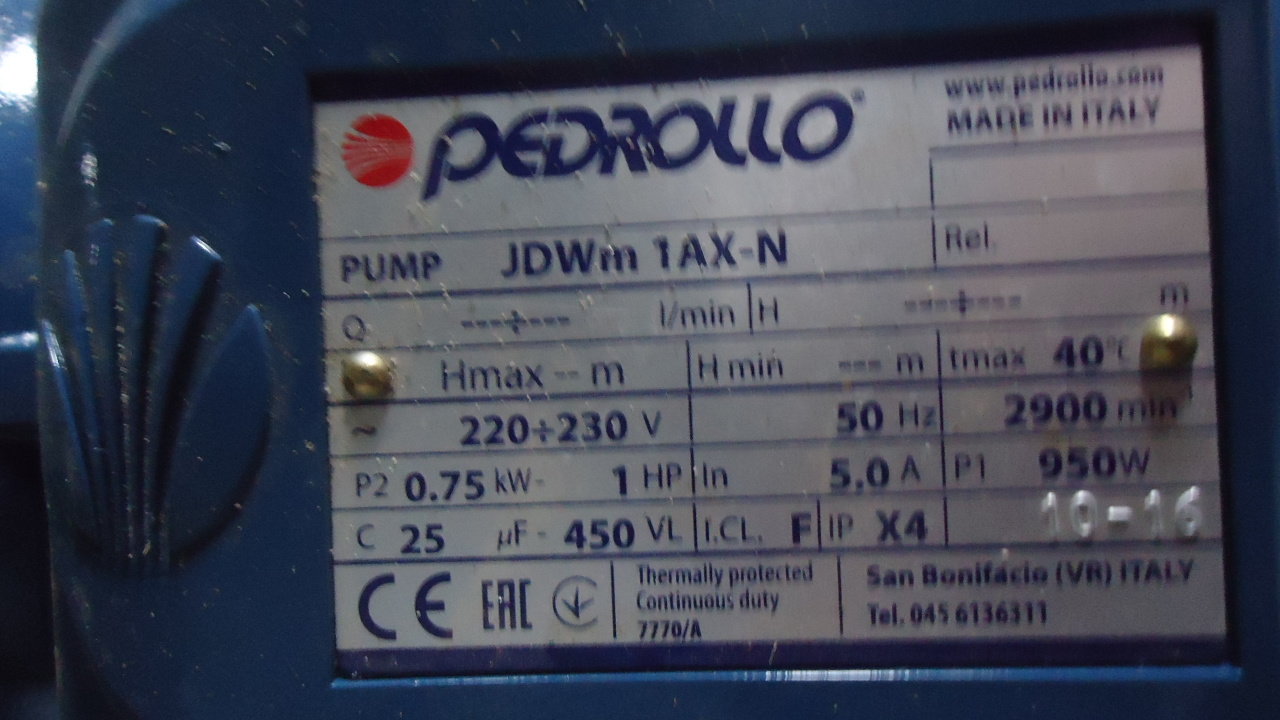 PEDROLLO®
www.pedrollo.com
MADE IN ITALY
PUMP JDWm 1AX-N Rel.
Q ---÷--- l/min H ---÷--- m
Hmax -- m H min --- m tmax 40°C
~ 220÷230 V 50 Hz 2900 min⁻¹
P2 0.75 kW- 1 HP In 5.0 A P1 950W
C 25 µF - 450 VL I.CL. F IP X4 10-16
CE EAC Thermally protected San Bonifacio (VR) ITALY
Continuous duty Tel. 045 6136311
7770/A